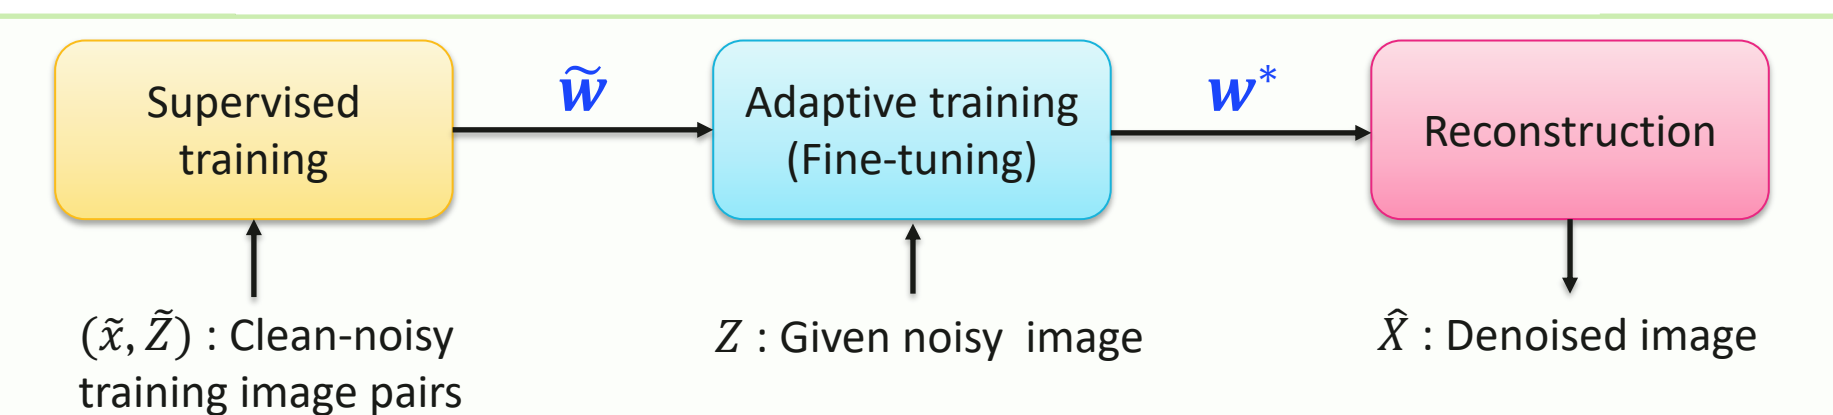 Supervised
training
w̃
Adaptive training
(Fine-tuning)
w*
Reconstruction
(x̃, Z̃) : Clean-noisy
training image pairs
Z : Given noisy image
X̂ : Denoised image